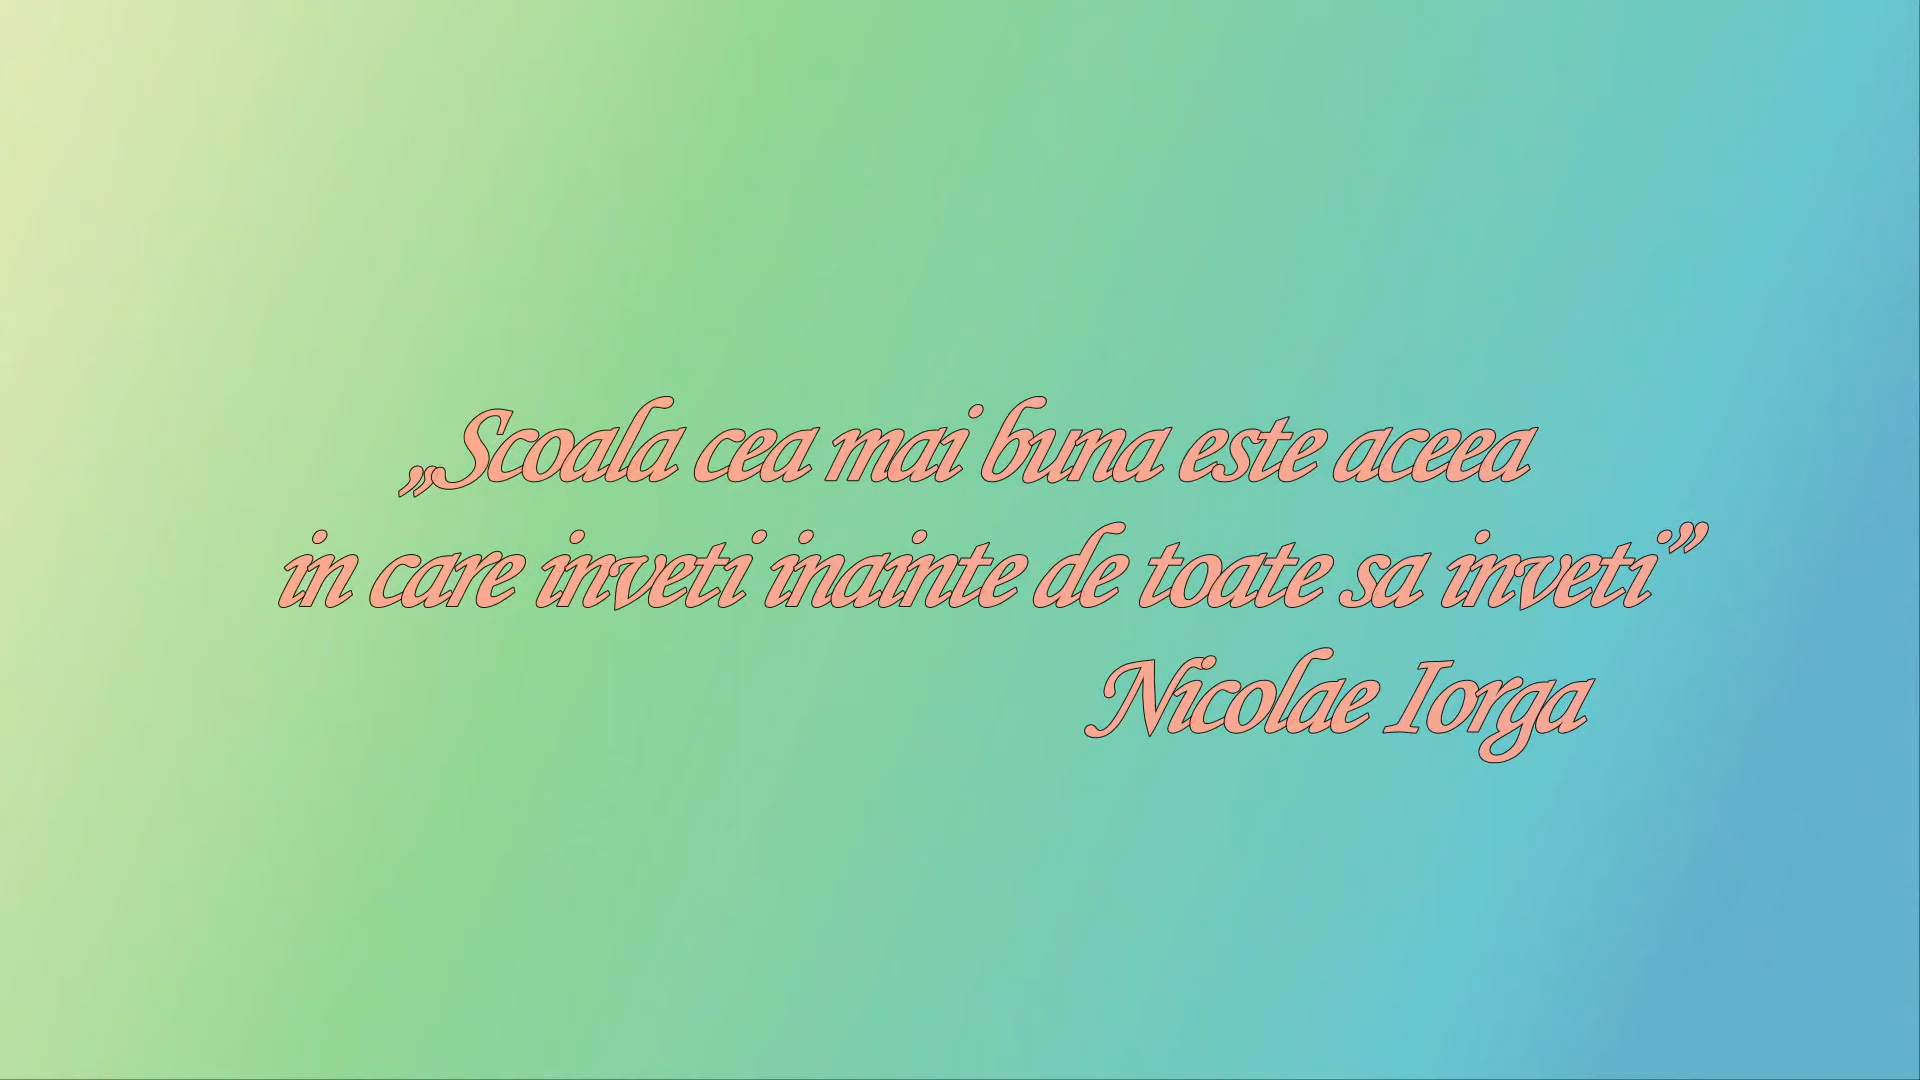 „Scoala cea mai buna este aceea
in care inveti inainte de toate sa inveti”
Nicolae Iorga